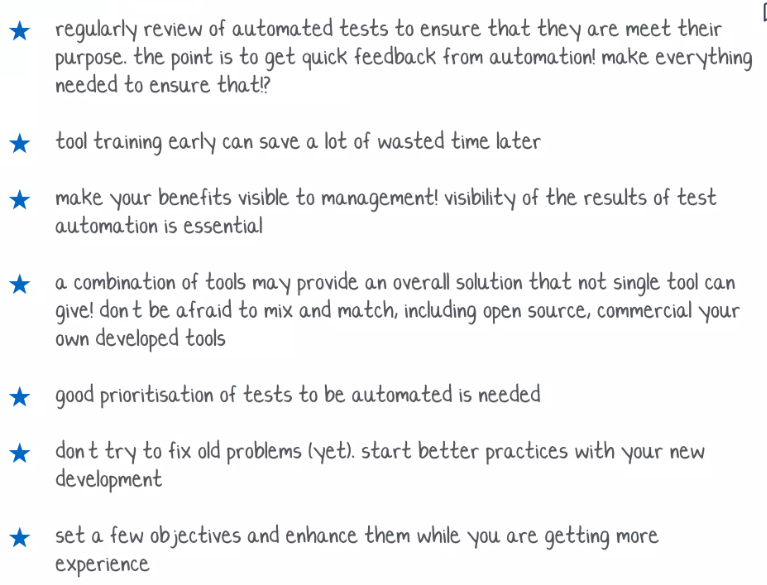 regularly review of automated tests to ensure that they are meet their
purpose. the point is to get quick feedback from automation! make everything
needed to ensure that!?
tool training early can save a lot of wasted time later
make your benefits visible to management! visibility of the results of test
automation is essential
a combination of tools may provide an overall solution that not single tool can
give! don t be afraid to mix and match, including open source, commercial your
own developed tools
good prioritisation of tests to be automated is needed
don t try to fix old problems (yet). start better practices with your new
development
set a few objectives and enhance them while you are getting more
experience